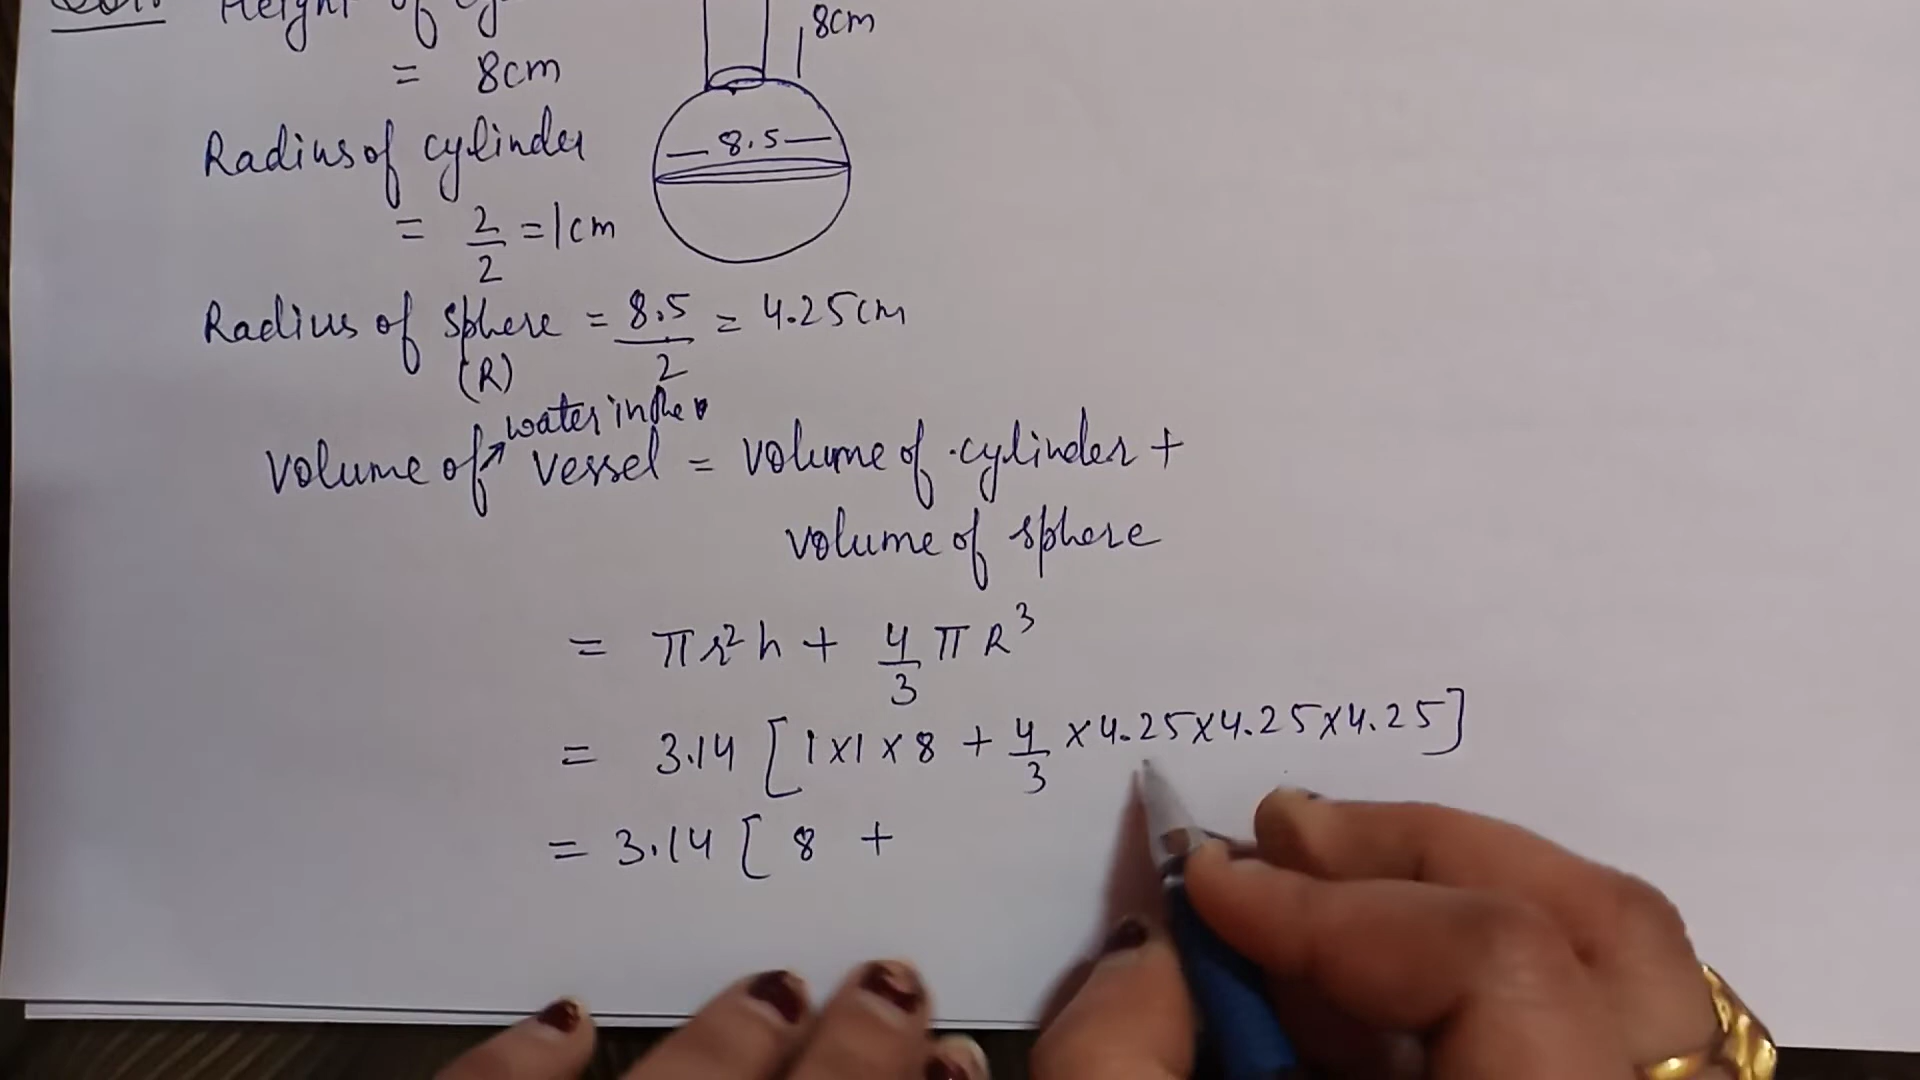 Height of
= 8cm
8cm
8.5
Radius of cylinder
= 2/2 = 1cm
Radius of sphere = 8.5/2 = 4.25cm
(R)
water in the
Volume of vessel = volume of cylinder +
volume of sphere
= πr²h + 4/3 πR³
= 3.14 [1×1×8 + 4/3 ×4.25×4.25×4.25]
= 3.14 [ 8 +